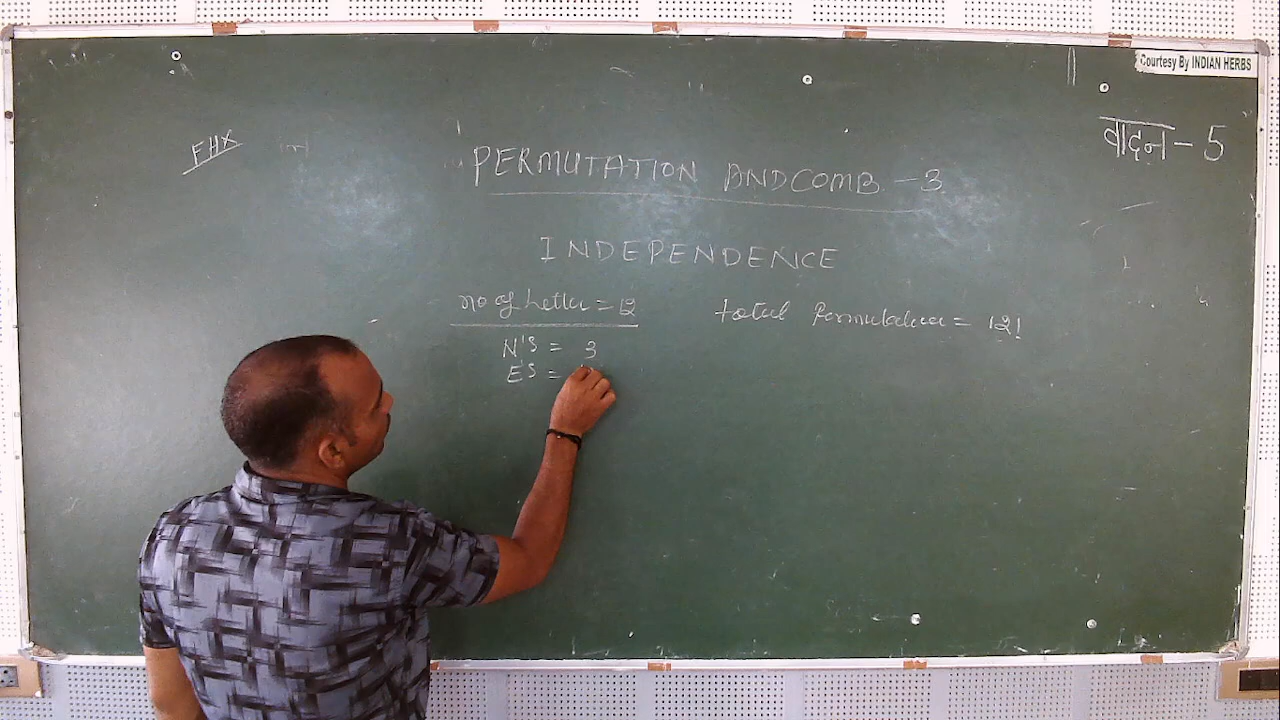 Courtesy By INDIAN HERBS
वादन - 5
FHX
PERMUTATION AND COMB - 3
INDEPENDENCE
no of Letter = 12
total Permutation = 12!
N's = 3
E's =